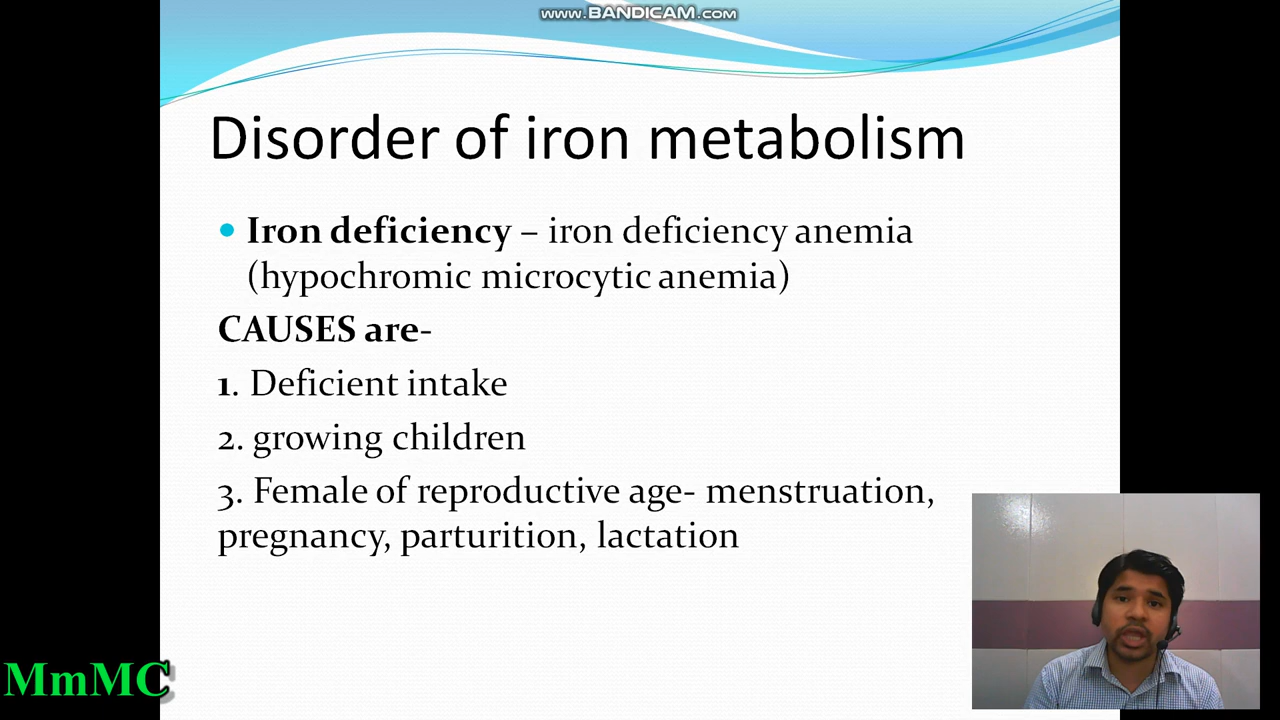 www.BANDICAM.com
Disorder of iron metabolism
• Iron deficiency – iron deficiency anemia
(hypochromic microcytic anemia)
CAUSES are-
1. Deficient intake
2. growing children
3. Female of reproductive age- menstruation,
pregnancy, parturition, lactation
MmMC